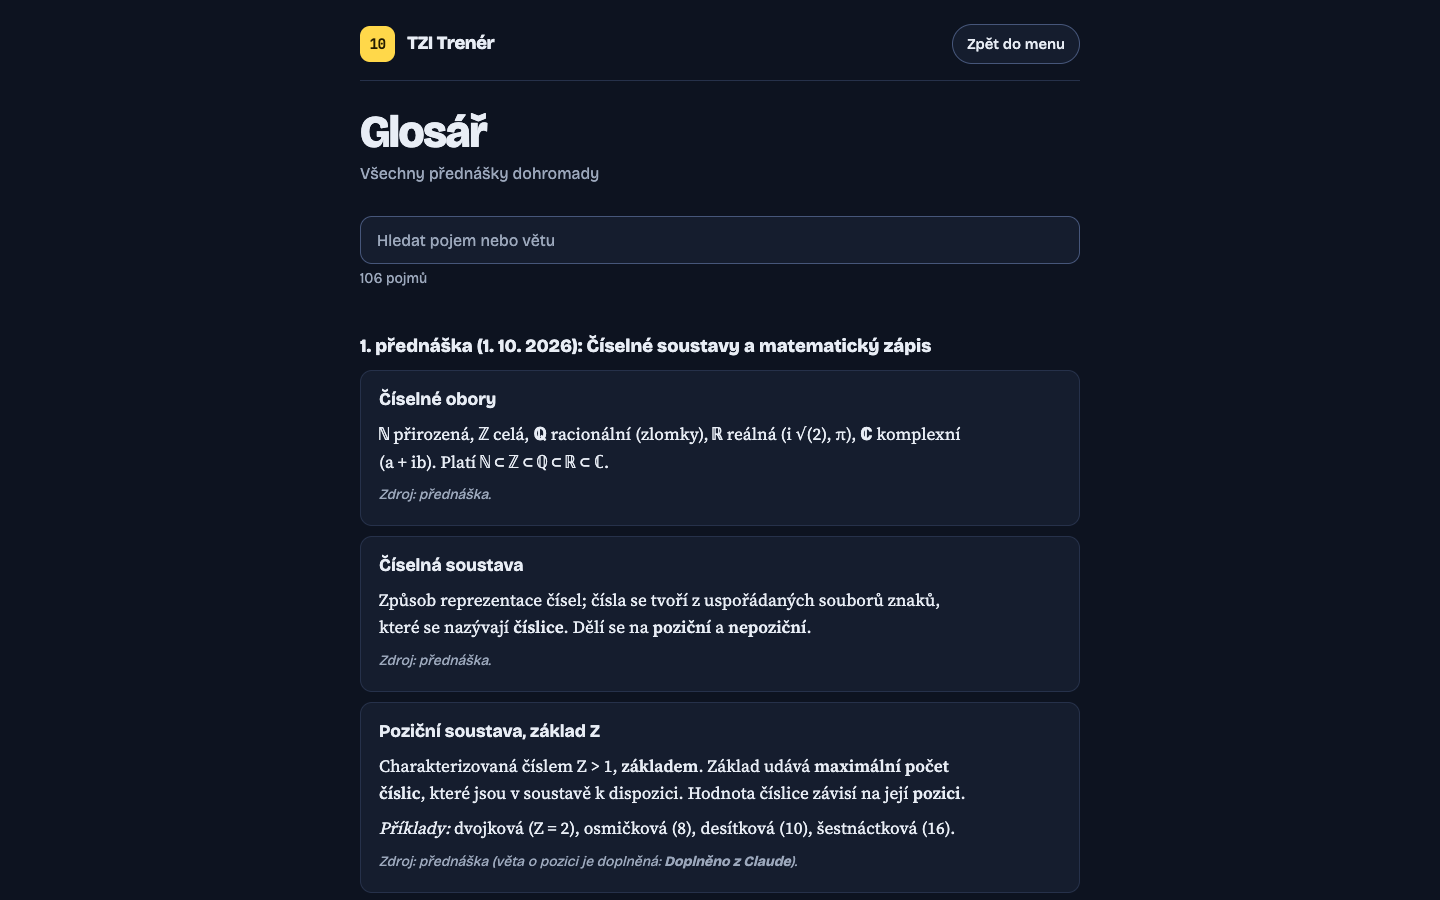 10 TZI Trenér
Zpět do menu
Glosář
Všechny přednášky dohromady
Hledat pojem nebo větu
106 pojmů
1. přednáška (1. 10. 2026): Číselné soustavy a matematický zápis
Číselné obory
ℕ přirozená, ℤ celá, ℚ racionální (zlomky), ℝ reálná (i √(2), π), ℂ komplexní
(a + ib). Platí ℕ ⊂ ℤ ⊂ ℚ ⊂ ℝ ⊂ ℂ.
Zdroj: přednáška.
Číselná soustava
Způsob reprezentace čísel; čísla se tvoří z uspořádaných souborů znaků,
které se nazývají číslice. Dělí se na poziční a nepoziční.
Zdroj: přednáška.
Poziční soustava, základ Z
Charakterizovaná číslem Z > 1, základem. Základ udává maximální počet
číslic, které jsou v soustavě k dispozici. Hodnota číslice závisí na její pozici.
Příklady: dvojková (Z = 2), osmičková (8), desítková (10), šestnáctková (16).
Zdroj: přednáška (věta o pozici je doplněná: Doplněno z Claude).